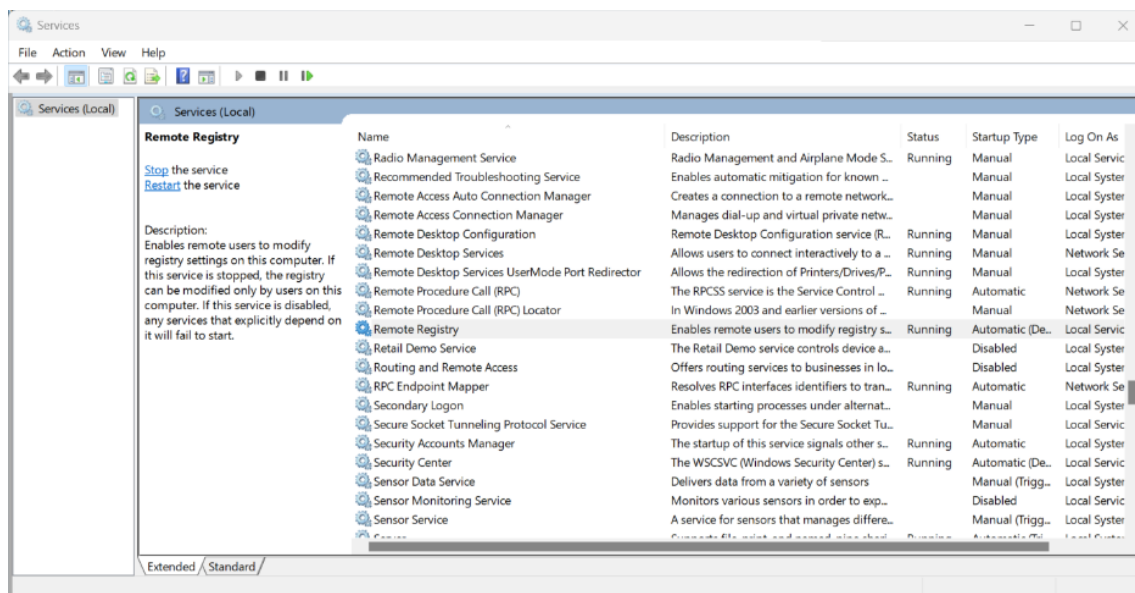 Services
File Action View Help
Services (Local)
Services (Local)
Remote Registry
Stop the service
Restart the service
Description:
Enables remote users to modify
registry settings on this computer. If
this service is stopped, the registry
can be modified only by users on this
computer. If this service is disabled,
any services that explicitly depend on
it will fail to start.
Name Description Status Startup Type Log On As
Radio Management Service Radio Management and Airplane Mode S... Running Manual Local Servic
Recommended Troubleshooting Service Enables automatic mitigation for known ... Manual Local Syster
Remote Access Auto Connection Manager Creates a connection to a remote network... Manual Local Syster
Remote Access Connection Manager Manages dial-up and virtual private netw... Manual Local Syster
Remote Desktop Configuration Remote Desktop Configuration service (R... Running Manual Local Syster
Remote Desktop Services Allows users to connect interactively to a ... Running Manual Network Se
Remote Desktop Services UserMode Port Redirector Allows the redirection of Printers/Drives/P... Running Manual Local Syster
Remote Procedure Call (RPC) The RPCSS service is the Service Control ... Running Automatic Network Se
Remote Procedure Call (RPC) Locator In Windows 2003 and earlier versions of ... Manual Network Se
Remote Registry Enables remote users to modify registry s... Running Automatic (De... Local Servic
Retail Demo Service The Retail Demo service controls device a... Disabled Local Syster
Routing and Remote Access Offers routing services to businesses in lo... Disabled Local Syster
RPC Endpoint Mapper Resolves RPC interfaces identifiers to tran... Running Automatic Network Se
Secondary Logon Enables starting processes under alternat... Manual Local Syster
Secure Socket Tunneling Protocol Service Provides support for the Secure Socket Tu... Manual Local Servic
Security Accounts Manager The startup of this service signals other s... Running Automatic Local Syster
Security Center The WSCSVC (Windows Security Center) s... Running Automatic (De... Local Servic
Sensor Data Service Delivers data from a variety of sensors Manual (Trigg... Local Syster
Sensor Monitoring Service Monitors various sensors in order to exp... Disabled Local Servic
Sensor Service A service for sensors that manages differe... Manual (Trigg... Local Syster
Extended Standard